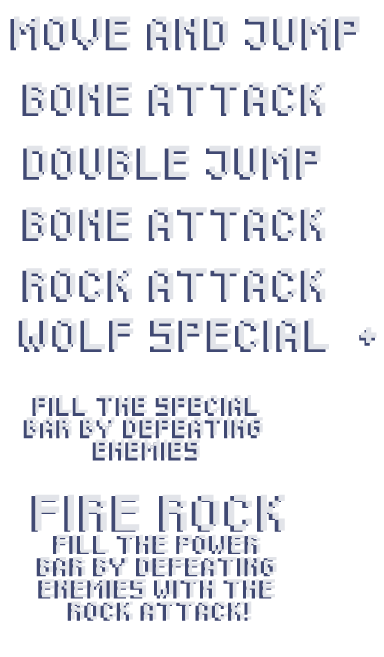 MOVE AND JUMP
BONE ATTACK
DOUBLE JUMP
BONE ATTACK
ROCK ATTACK
WOLF SPECIAL +
FILL THE SPECIAL
BAR BY DEFEATING
ENEMIES
FIRE ROCK
FILL THE POWER
BAR BY DEFEATING
ENEMIES WITH THE
ROCK ATTACK!